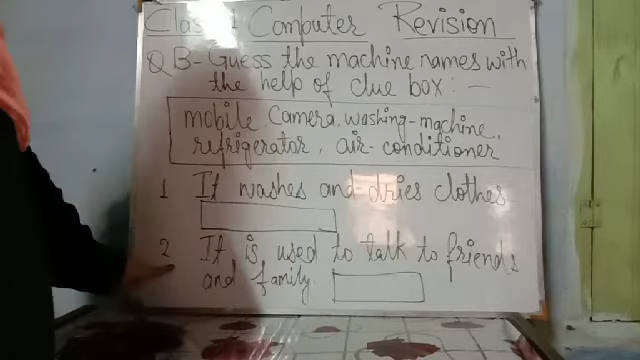 Class 1 Computer Revision
Q B- Guess the machine names with
the help of clue box :-
mobile, Camera, washing-machine,
refrigerator, air-conditioner
1 It washes and dries clothes
2 It is used to talk to friends
and family.